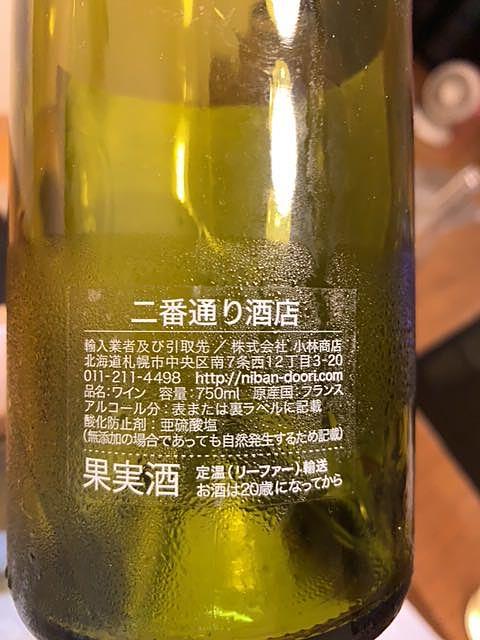 二番通り酒店
輸入業者及び引取先／株式会社 小林商店
北海道札幌市中央区南7条西12丁目3-20
011-211-4498 http://niban-doori.com
品名：ワイン 容量：750ml 原産国：フランス
アルコール分：表または裏ラベルに記載
酸化防止剤：亜硫酸塩
（無添加の場合であっても自然発生するため記載）
果実酒 定温（リーファー）輸送
お酒は20歳になってから